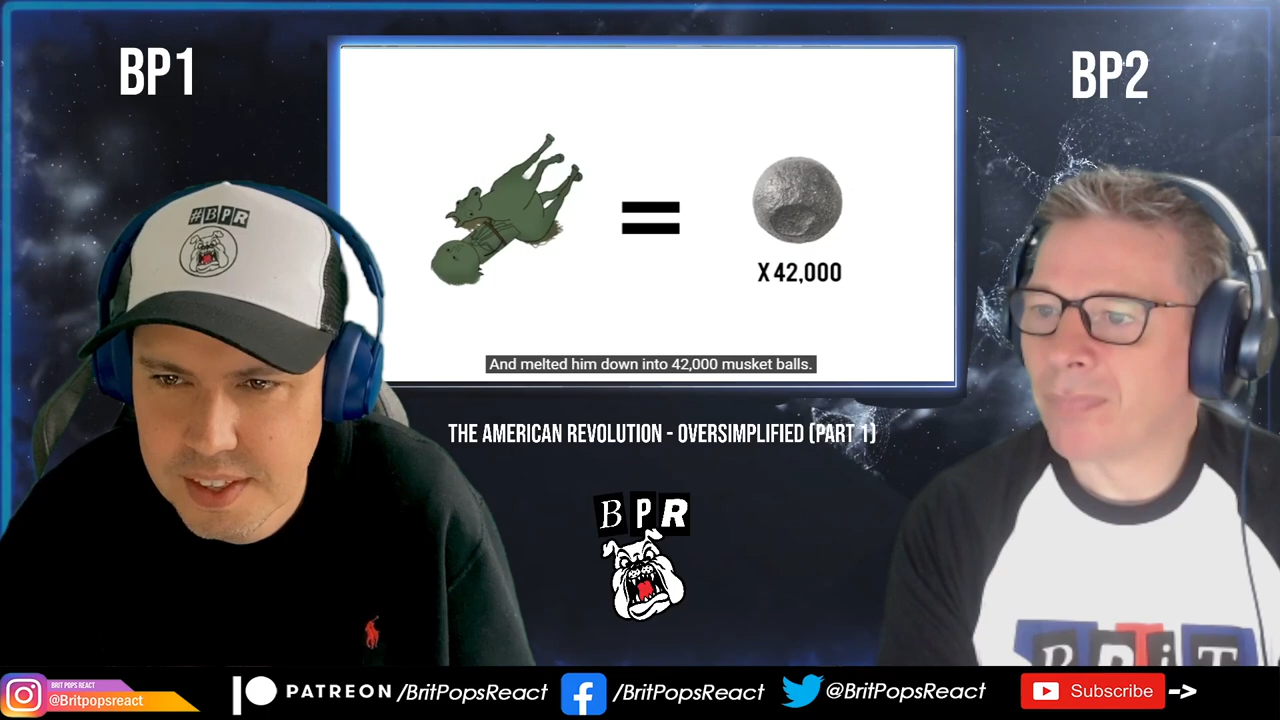 BP1
BP2
#BPR
=
X 42,000
And melted him down into 42,000 musket balls.
THE AMERICAN REVOLUTION - OVERSIMPLIFIED (PART 1)
BPR
BRiT
BRIT POPS REACT
@Britpopsreact
PATREON /BritPopsReact
/BritPopsReact
@BritPopsReact
Subscribe ->